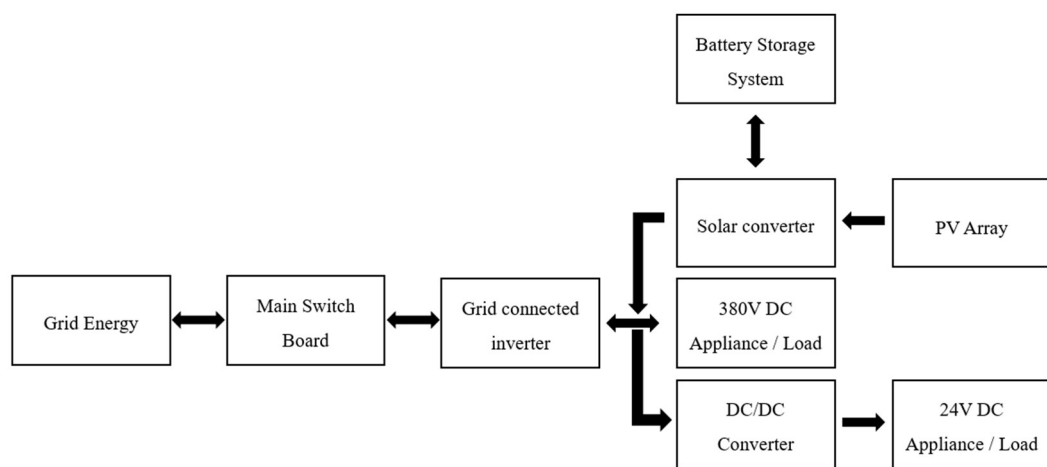 Battery Storage
System
Solar converter
PV Array
Grid Energy
Main Switch
Board
Grid connected
inverter
380V DC
Appliance / Load
DC/DC
Converter
24V DC
Appliance / Load